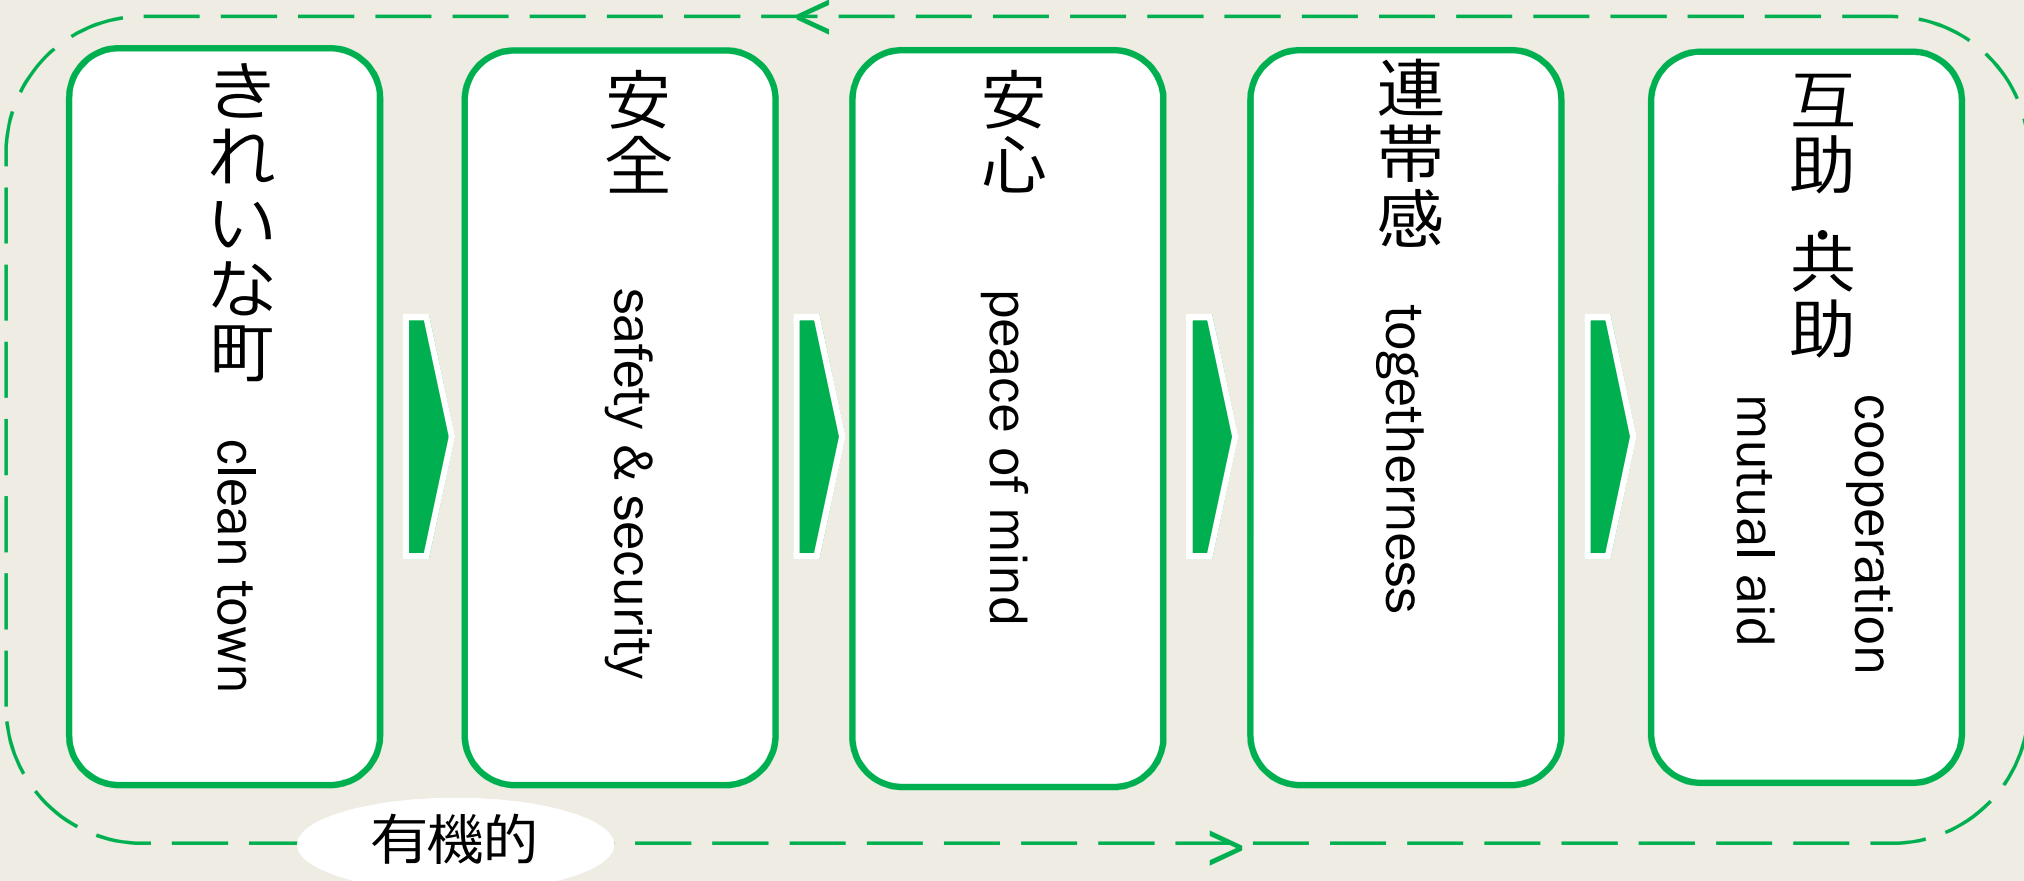 きれいな町 clean town
安全 safety & security
安心 peace of mind
連帯感 togetherness
互助・共助
cooperation
mutual aid
有機的